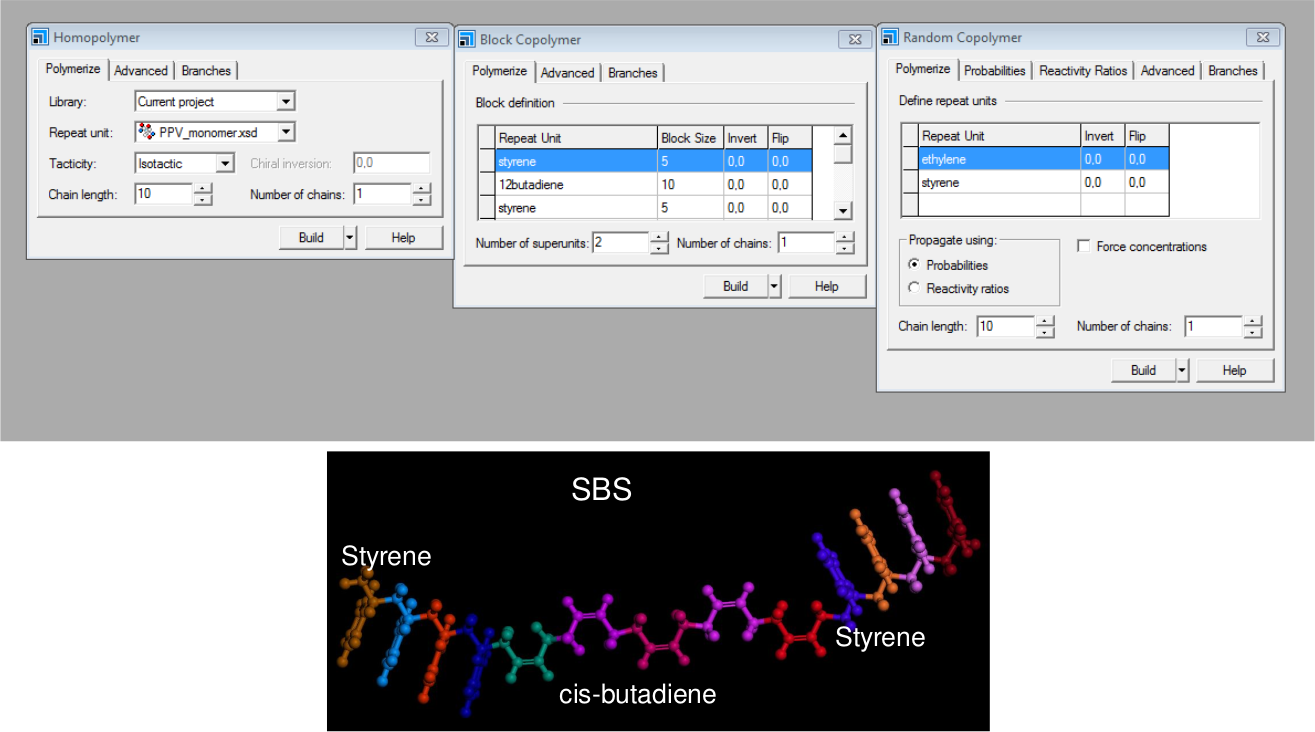 Homopolymer
Polymerize Advanced Branches
Library: Current project
Repeat unit: PPV_monomer.xsd
Tacticity: Isotactic Chiral inversion: 0,0
Chain length: 10 Number of chains: 1
Build Help
Block Copolymer
Polymerize Advanced Branches
Block definition
Repeat Unit Block Size Invert Flip
styrene 5 0,0 0,0
12butadiene 10 0,0 0,0
styrene 5 0,0 0,0
Number of superunits: 2 Number of chains: 1
Build Help
Random Copolymer
Polymerize Probabilities Reactivity Ratios Advanced Branches
Define repeat units
Repeat Unit Invert Flip
ethylene 0,0 0,0
styrene 0,0 0,0
Propagate using:
Force concentrations
Probabilities
Reactivity ratios
Chain length: 10 Number of chains: 1
Build Help
SBS
Styrene
Styrene
cis-butadiene